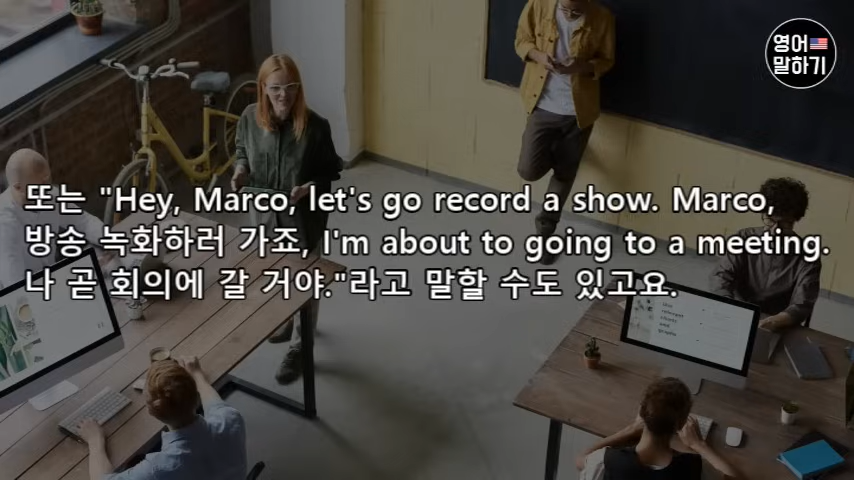 영어
말하기
또는 "Hey, Marco, let's go record a show. Marco,
방송 녹화하러 가죠, I'm about to going to a meeting.
나 곧 회의에 갈 거야."라고 말할 수도 있고요.